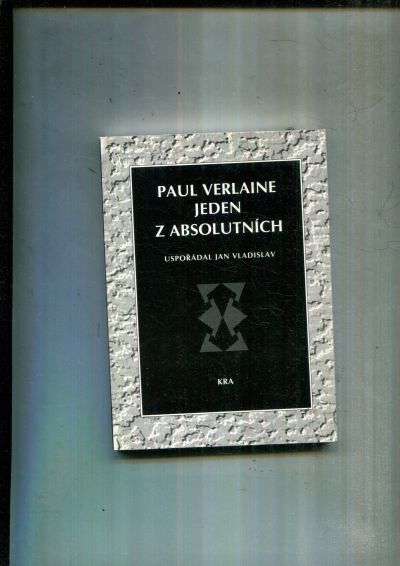 PAUL VERLAINE
JEDEN
Z ABSOLUTNÍCH
USPOŘÁDAL JAN VLADISLAV
KRA